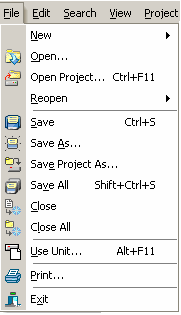 File Edit Search View Project
New
Open...
Open Project... Ctrl+F11
Reopen
Save Ctrl+S
Save As...
Save Project As...
Save All Shift+Ctrl+S
Close
Close All
Use Unit... Alt+F11
Print...
Exit